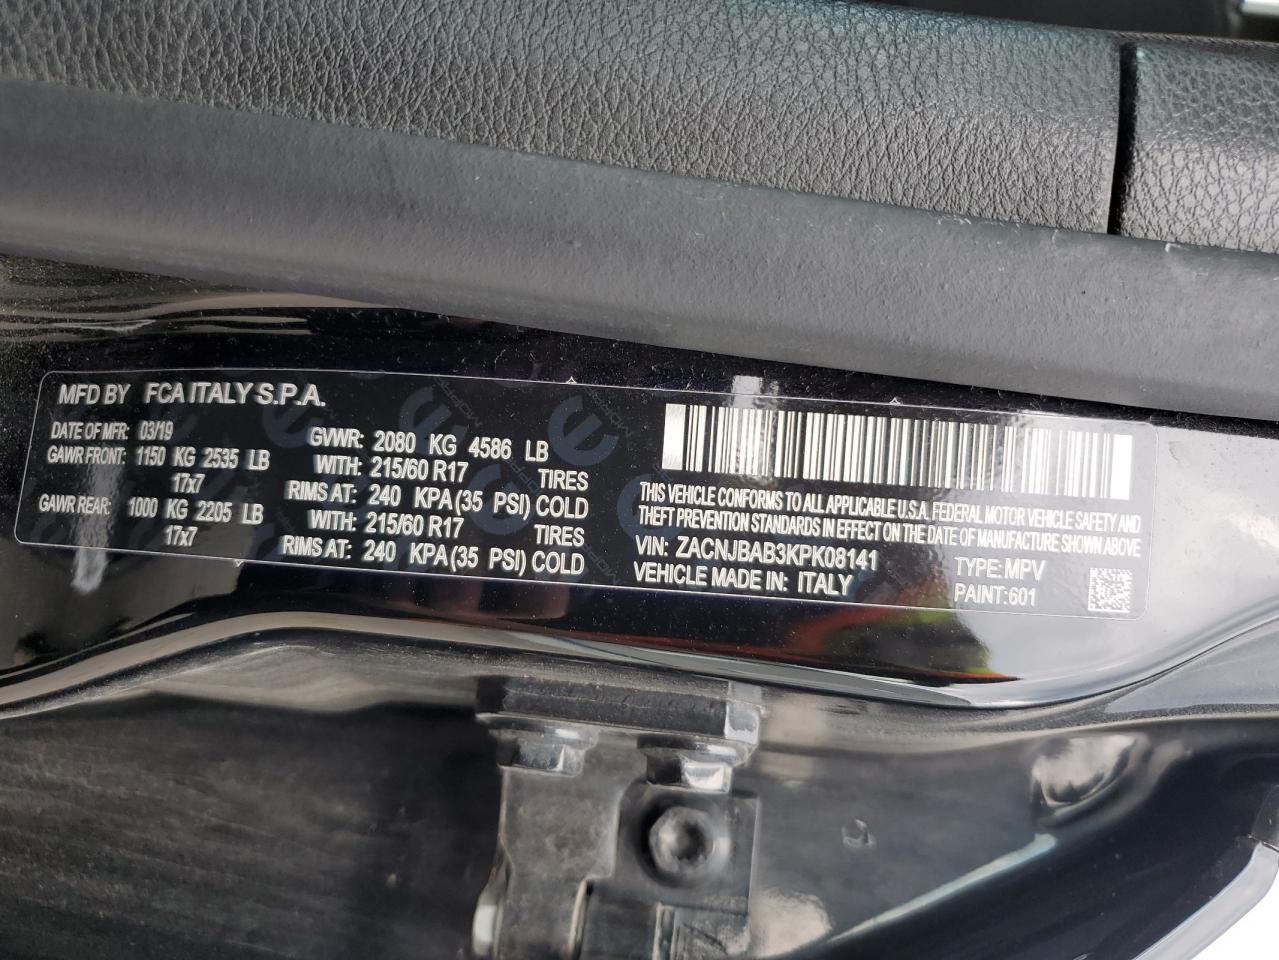 MFD BY FCA ITALY S.P.A.
DATE OF MFR: 03/19 GVWR: 2080 KG 4586 LB
GAWR FRONT: 1150 KG 2535 LB WITH: 215/60 R17 TIRES
17x7 RIMS AT: 240 KPA(35 PSI) COLD
GAWR REAR: 1000 KG 2205 LB WITH: 215/60 R17 TIRES
17x7 RIMS AT: 240 KPA(35 PSI) COLD
THIS VEHICLE CONFORMS TO ALL APPLICABLE U.S.A. FEDERAL MOTOR VEHICLE SAFETY AND
THEFT PREVENTION STANDARDS IN EFFECT ON THE DATE OF MANUFACTURE SHOWN ABOVE
VIN: ZACNJBAB3KPK08141 TYPE: MPV
VEHICLE MADE IN: ITALY PAINT:601